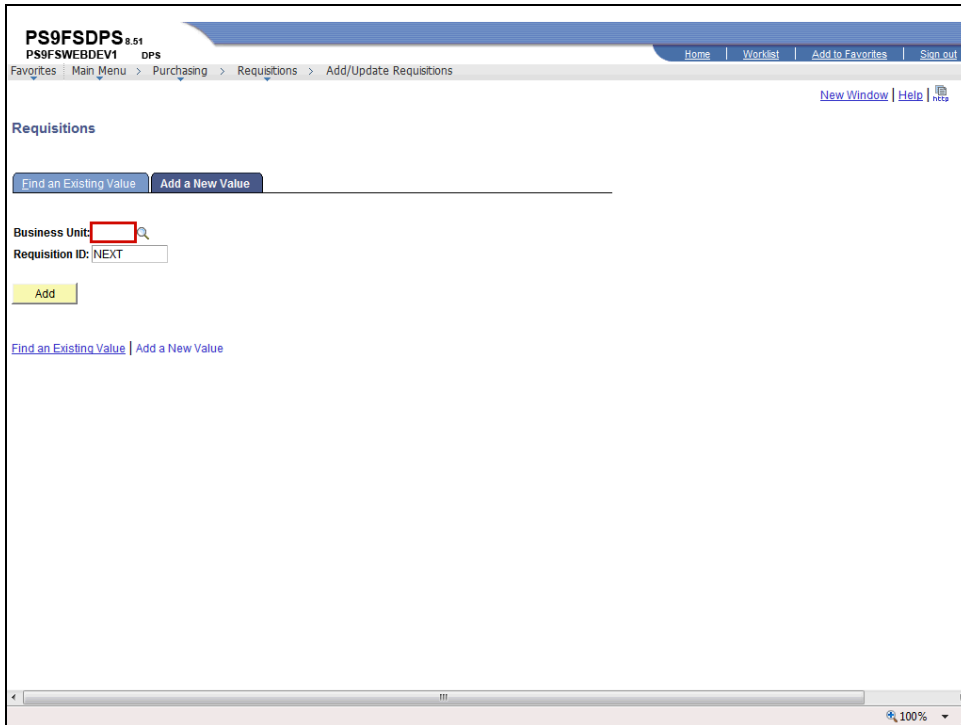 PS9FSDPS 8.51
PS9FSWEBDEV1 DPS
Home | Worklist | Add to Favorites | Sign out
Favorites Main Menu > Purchasing > Requisitions > Add/Update Requisitions
New Window | Help | http
Requisitions
Find an Existing Value Add a New Value
Business Unit:
Requisition ID: NEXT
Add
Find an Existing Value | Add a New Value
100%